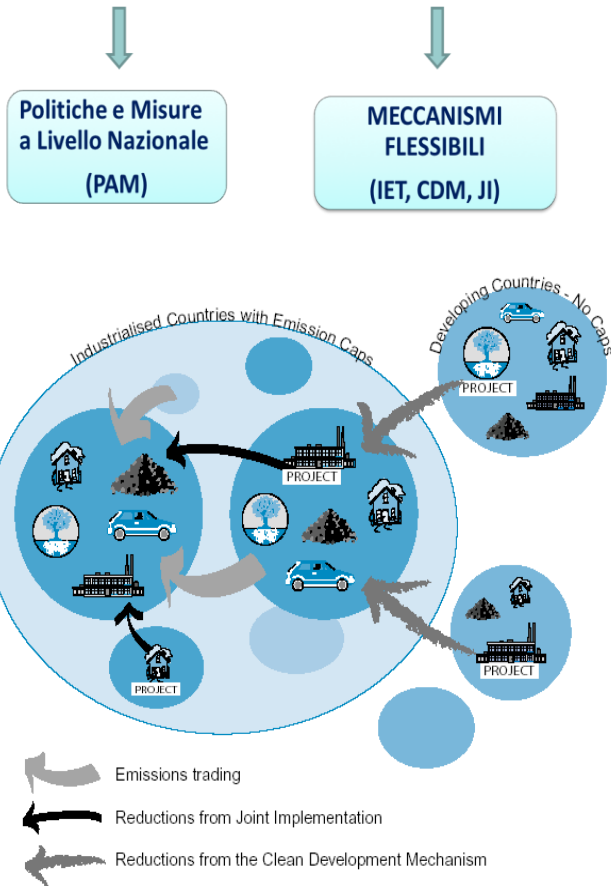 Politiche e Misure
a Livello Nazionale
(PAM)
MECCANISMI
FLESSIBILI
(IET, CDM, JI)
Industrialised Countries with Emission Caps
Developing Countries - No Caps
PROJECT
PROJECT
PROJECT
PROJECT
Emissions trading
Reductions from Joint Implementation
Reductions from the Clean Development Mechanism